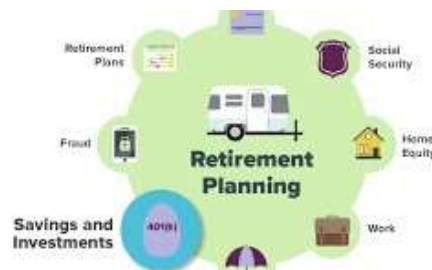 Retirement
Plans
Social
Security
Fraud
Home
Equity
Retirement
Planning
Savings and
Investments
401(k)
Work